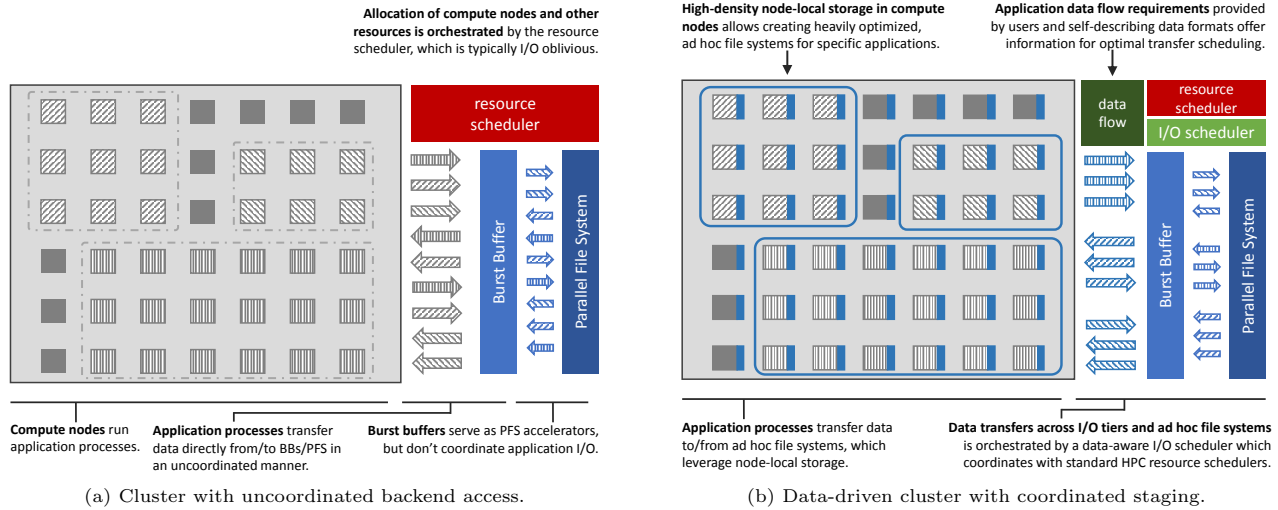 Allocation of compute nodes and other
resources is orchestrated by the resource
scheduler, which is typically I/O oblivious.
resource
scheduler
Burst Buffer
Parallel File System
Compute nodes run
application processes.
Application processes transfer
data directly from/to BBs/PFS in
an uncoordinated manner.
Burst buffers serve as PFS accelerators,
but don't coordinate application I/O.
(a) Cluster with uncoordinated backend access.
High-density node-local storage in compute
nodes allows creating heavily optimized,
ad hoc file systems for specific applications.
Application data flow requirements provided
by users and self-describing data formats offer
information for optimal transfer scheduling.
data
flow
resource
scheduler
I/O scheduler
Burst Buffer
Parallel File System
Application processes transfer data
to/from ad hoc file systems, which
leverage node-local storage.
Data transfers across I/O tiers and ad hoc file systems
is orchestrated by a data-aware I/O scheduler which
coordinates with standard HPC resource schedulers.
(b) Data-driven cluster with coordinated staging.